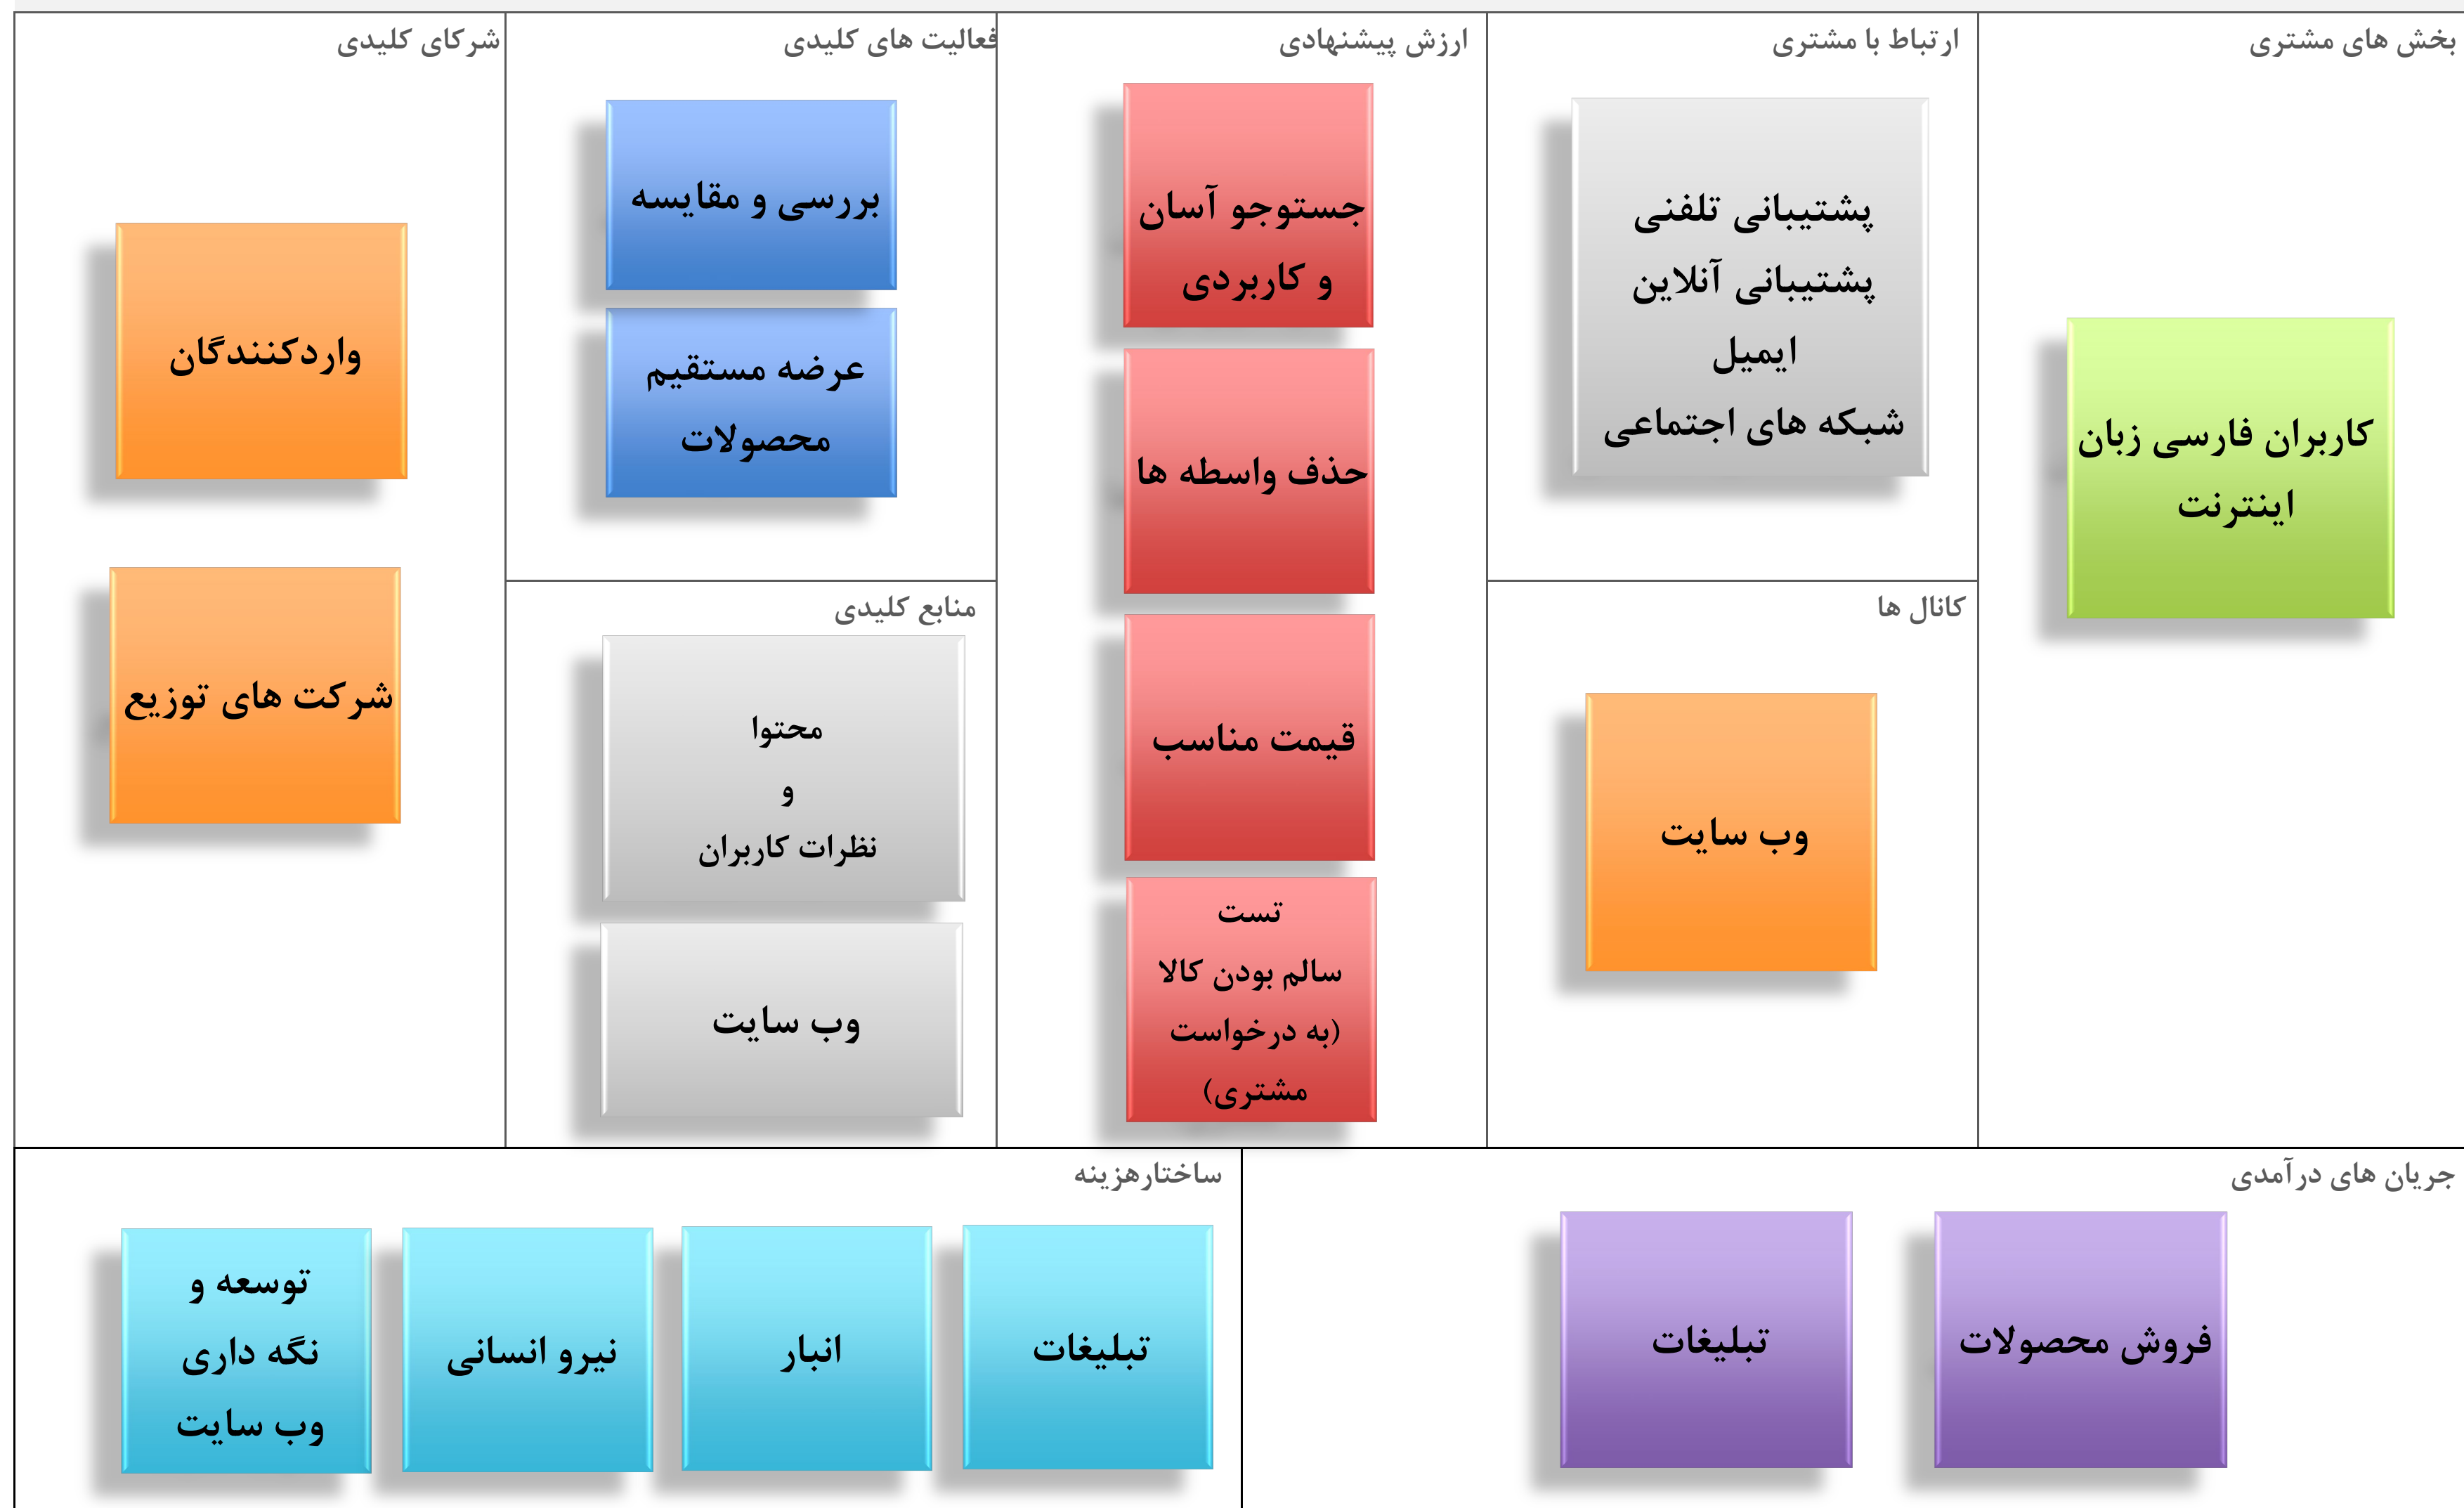 بخش های مشتری
کاربران فارسی زبان
اینترنت
ارتباط با مشتری
پشتیبانی تلفنی
پشتیبانی آنلاین
ایمیل
شبکه های اجتماعی
کانال ها
وب سایت
ارزش پیشنهادی
جستوجو آسان
و کاربردی
حذف واسطه ها
قیمت مناسب
تست
سالم بودن کالا
(به درخواست
مشتری)
فعالیت های کلیدی
بررسی و مقایسه
عرضه مستقیم
محصولات
منابع کلیدی
محتوا
و
نظرات کاربران
وب سایت
شرکای کلیدی
واردکنندگان
شرکت های توزیع
جریان های درآمدی
فروش محصولات
تبلیغات
ساختارهزینه
تبلیغات
انبار
نیرو انسانی
توسعه و
نگه داری
وب سایت